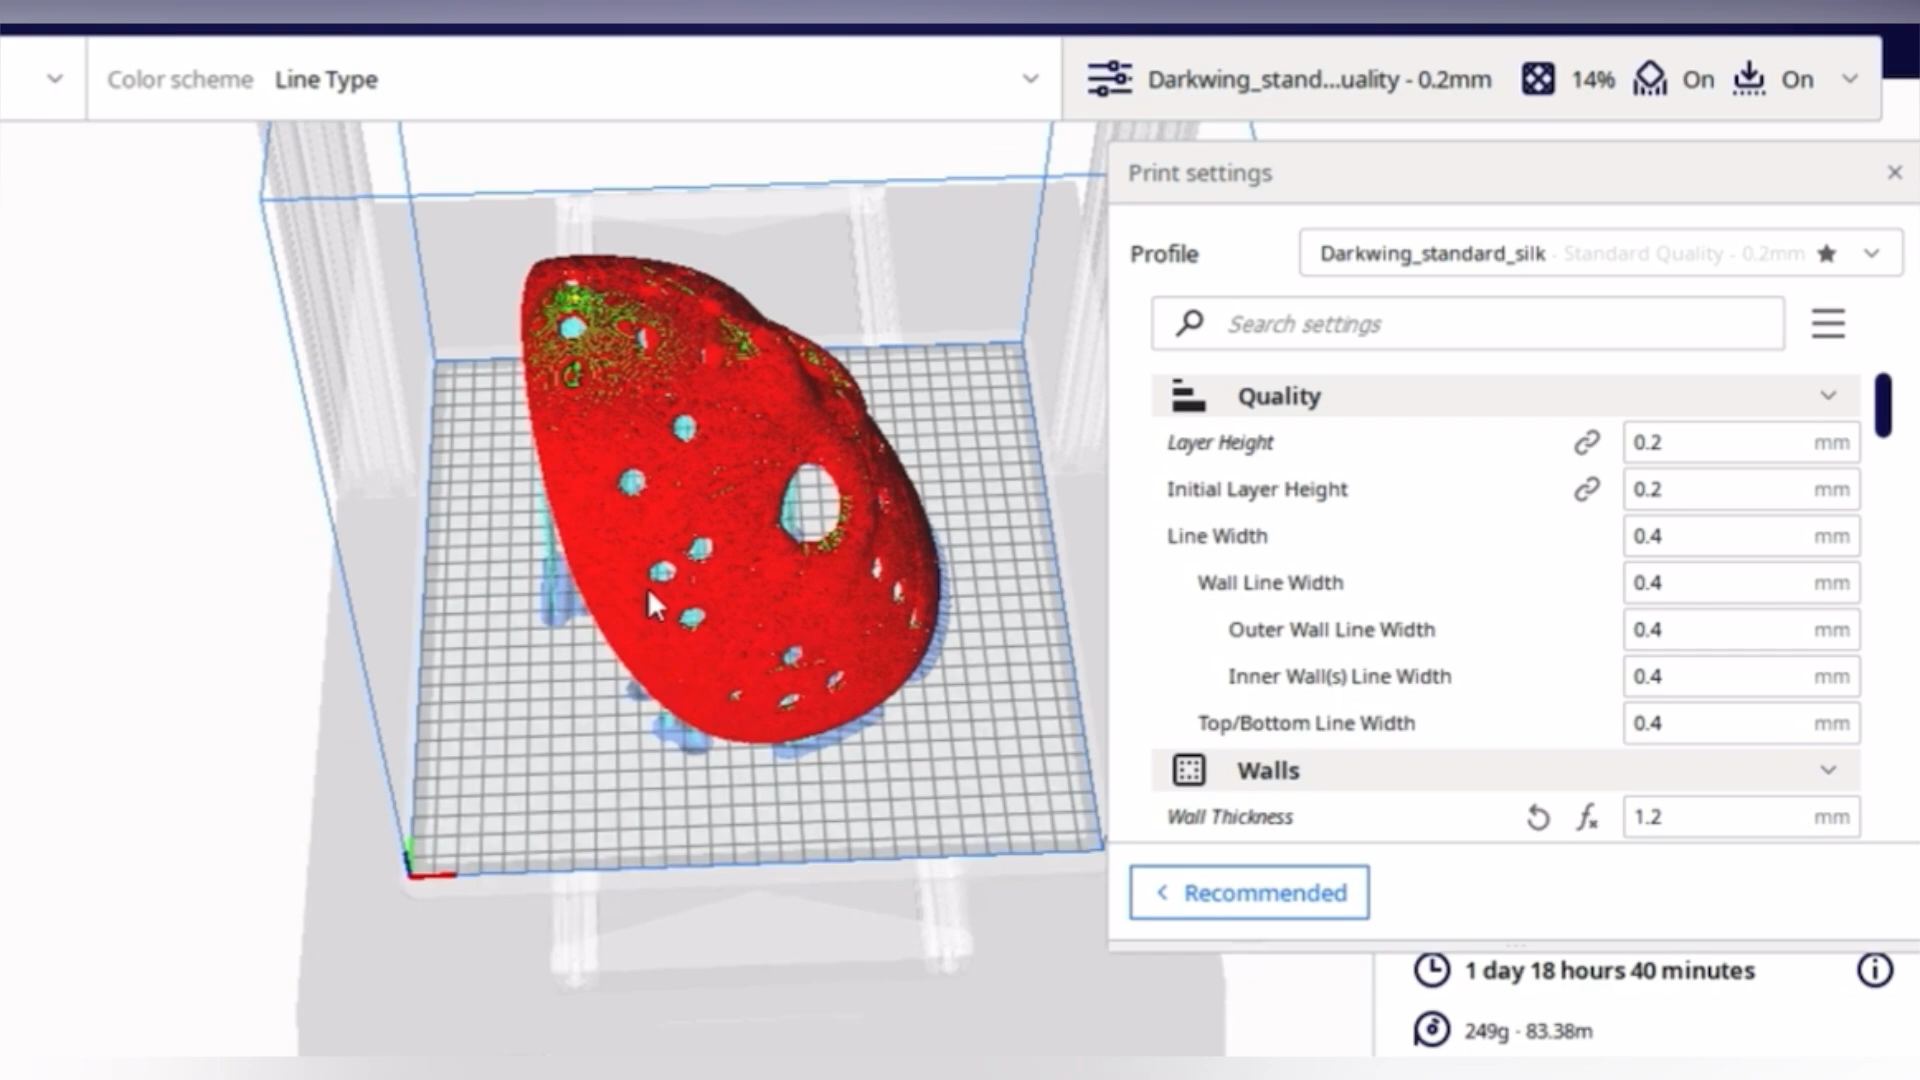 Color scheme Line Type
Darkwing_stand...uality - 0.2mm 14% On On
Print settings
Profile Darkwing_standard_silk - Standard Quality - 0.2mm
Search settings
Quality
Layer Height 0.2 mm
Initial Layer Height 0.2 mm
Line Width 0.4 mm
Wall Line Width 0.4 mm
Outer Wall Line Width 0.4 mm
Inner Wall(s) Line Width 0.4 mm
Top/Bottom Line Width 0.4 mm
Walls
Wall Thickness fx 1.2 mm
Recommended
1 day 18 hours 40 minutes
249g · 83.38m